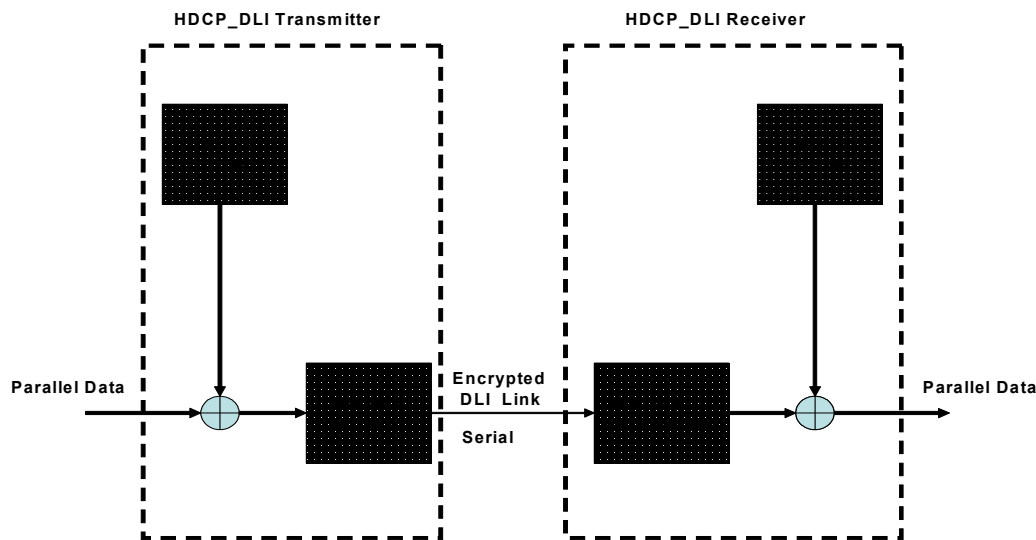 HDCP_DLI Transmitter
HDCP_DLI Receiver
Parallel Data
Encrypted
DLI Link
Serial
Parallel Data